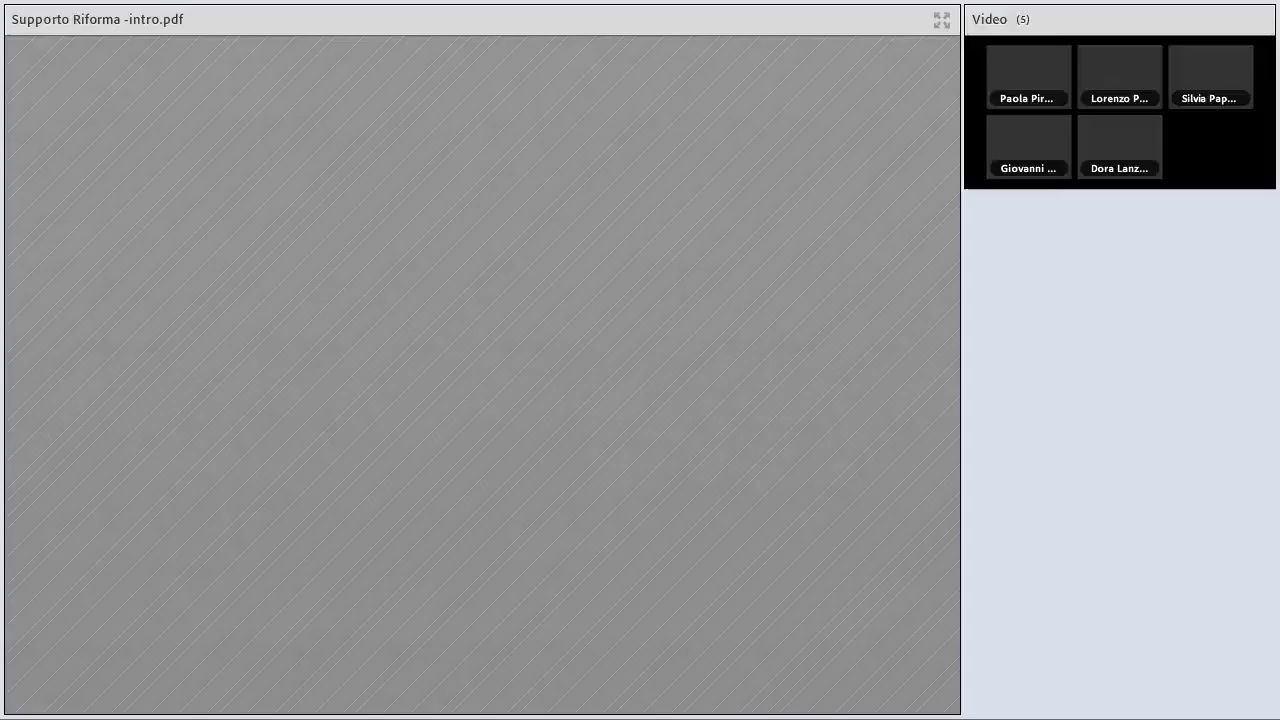 Supporto Riforma -intro.pdf
Video (5)
Paola Pir...
Lorenzo P...
Silvia Pap...
Giovanni ...
Dora Lanz...